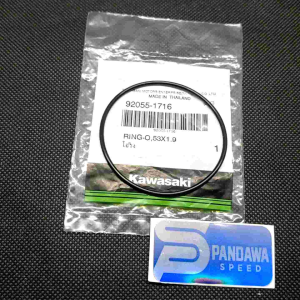 MADE IN THAILAND
92055-1716
RING-O,53X1.9
1
Kawasaki
PANDAWA
SPEED